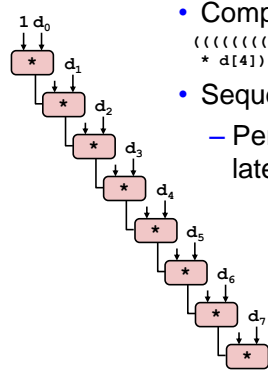 1 d0
*
d1
*
d2
*
d3
*
d4
*
d5
*
d6
*
d7
*
• Comp
((((((((
* d[4])
• Seque
– Per
late